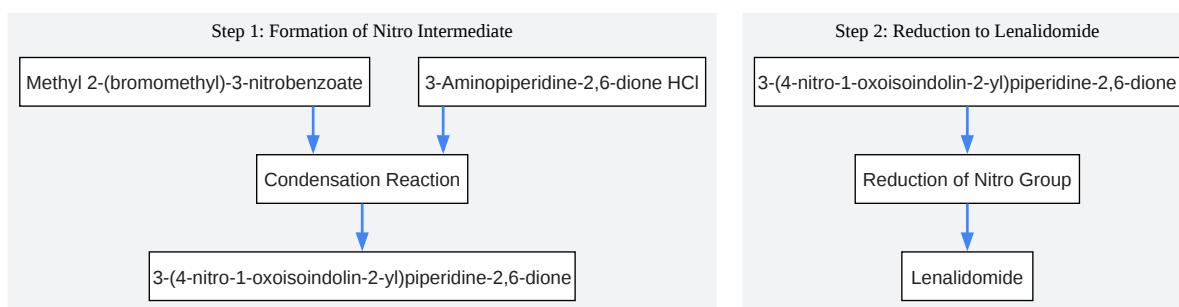 Step 1: Formation of Nitro Intermediate
Methyl 2-(bromomethyl)-3-nitrobenzoate
3-Aminopiperidine-2,6-dione HCl
Condensation Reaction
3-(4-nitro-1-oxoisoindolin-2-yl)piperidine-2,6-dione
Step 2: Reduction to Lenalidomide
3-(4-nitro-1-oxoisoindolin-2-yl)piperidine-2,6-dione
Reduction of Nitro Group
Lenalidomide